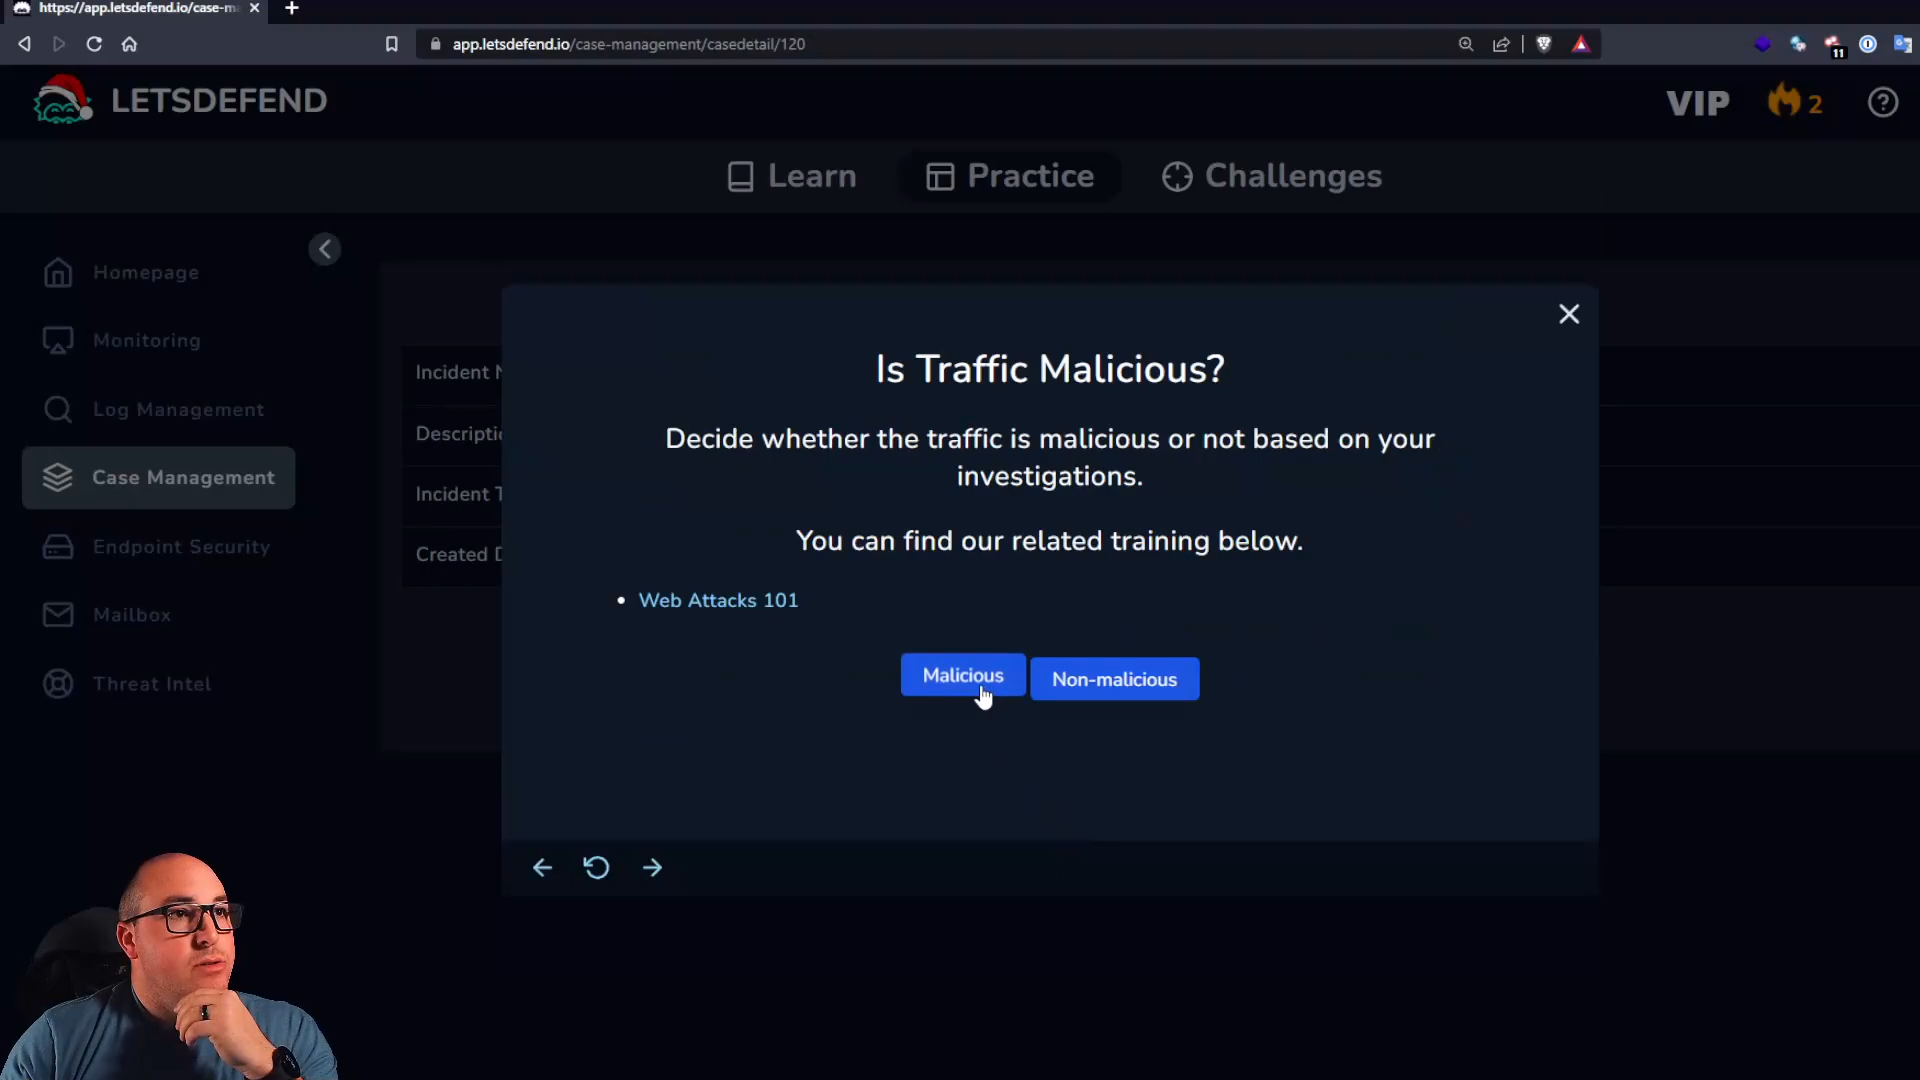 https://app.letsdefend.io/case-m
app.letsdefend.io/case-management/casedetail/120
11
LETSDEFEND
VIP
2
Learn
Practice
Challenges
Homepage
Monitoring
Log Management
Case Management
Endpoint Security
Mailbox
Threat Intel
Incident N
Descriptio
Incident T
Created D
Is Traffic Malicious?
Decide whether the traffic is malicious or not based on your
investigations.
You can find our related training below.
• Web Attacks 101
Malicious
Non-malicious